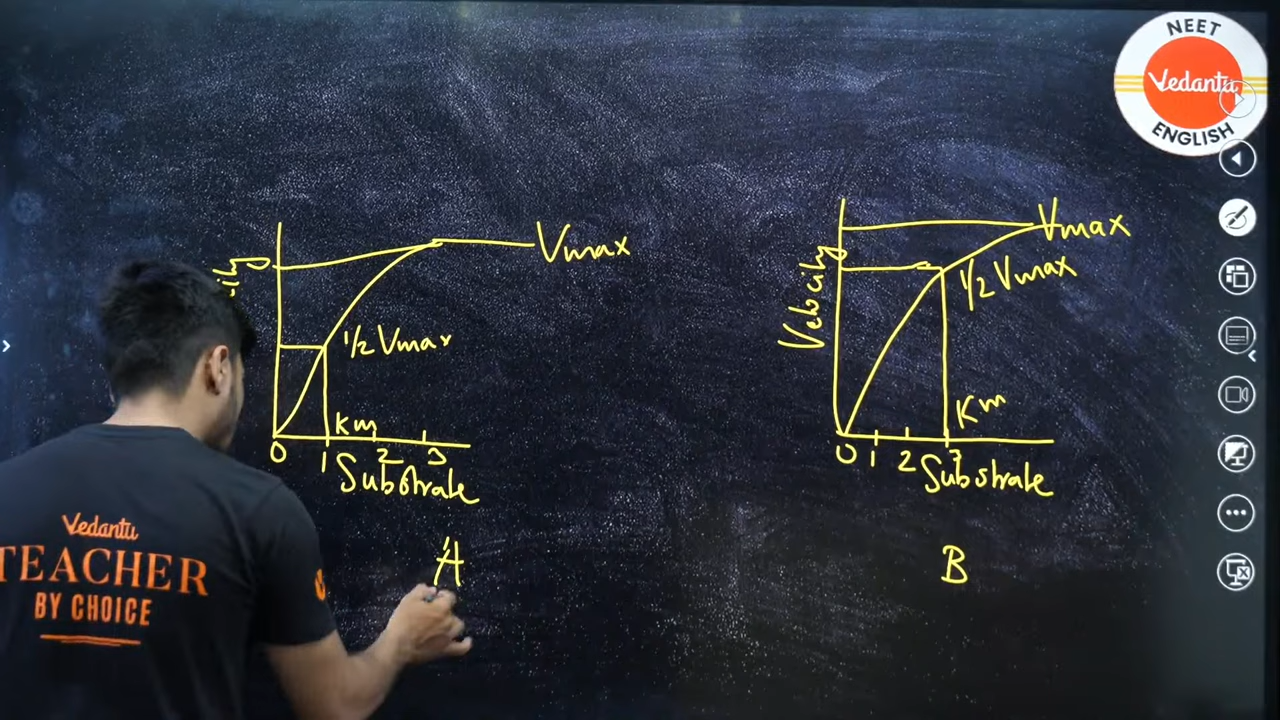 NEET
Vedantu
ENGLISH
Vmax
1/2 Vmax
Km
0 1 2 3
Substrate
A
Vmax
1/2 Vmax
Velocity
Km
0 1 2 3
Substrate
B
Vedantu
TEACHER
BY CHOICE